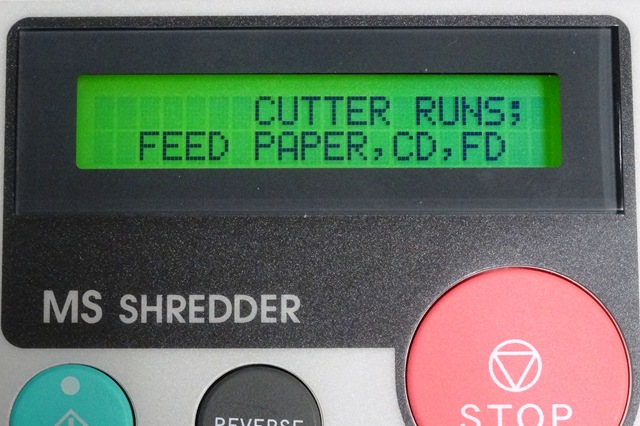 CUTTER RUNS;
FEED PAPER,CD,FD
MS SHREDDER
REVERSE
STOP